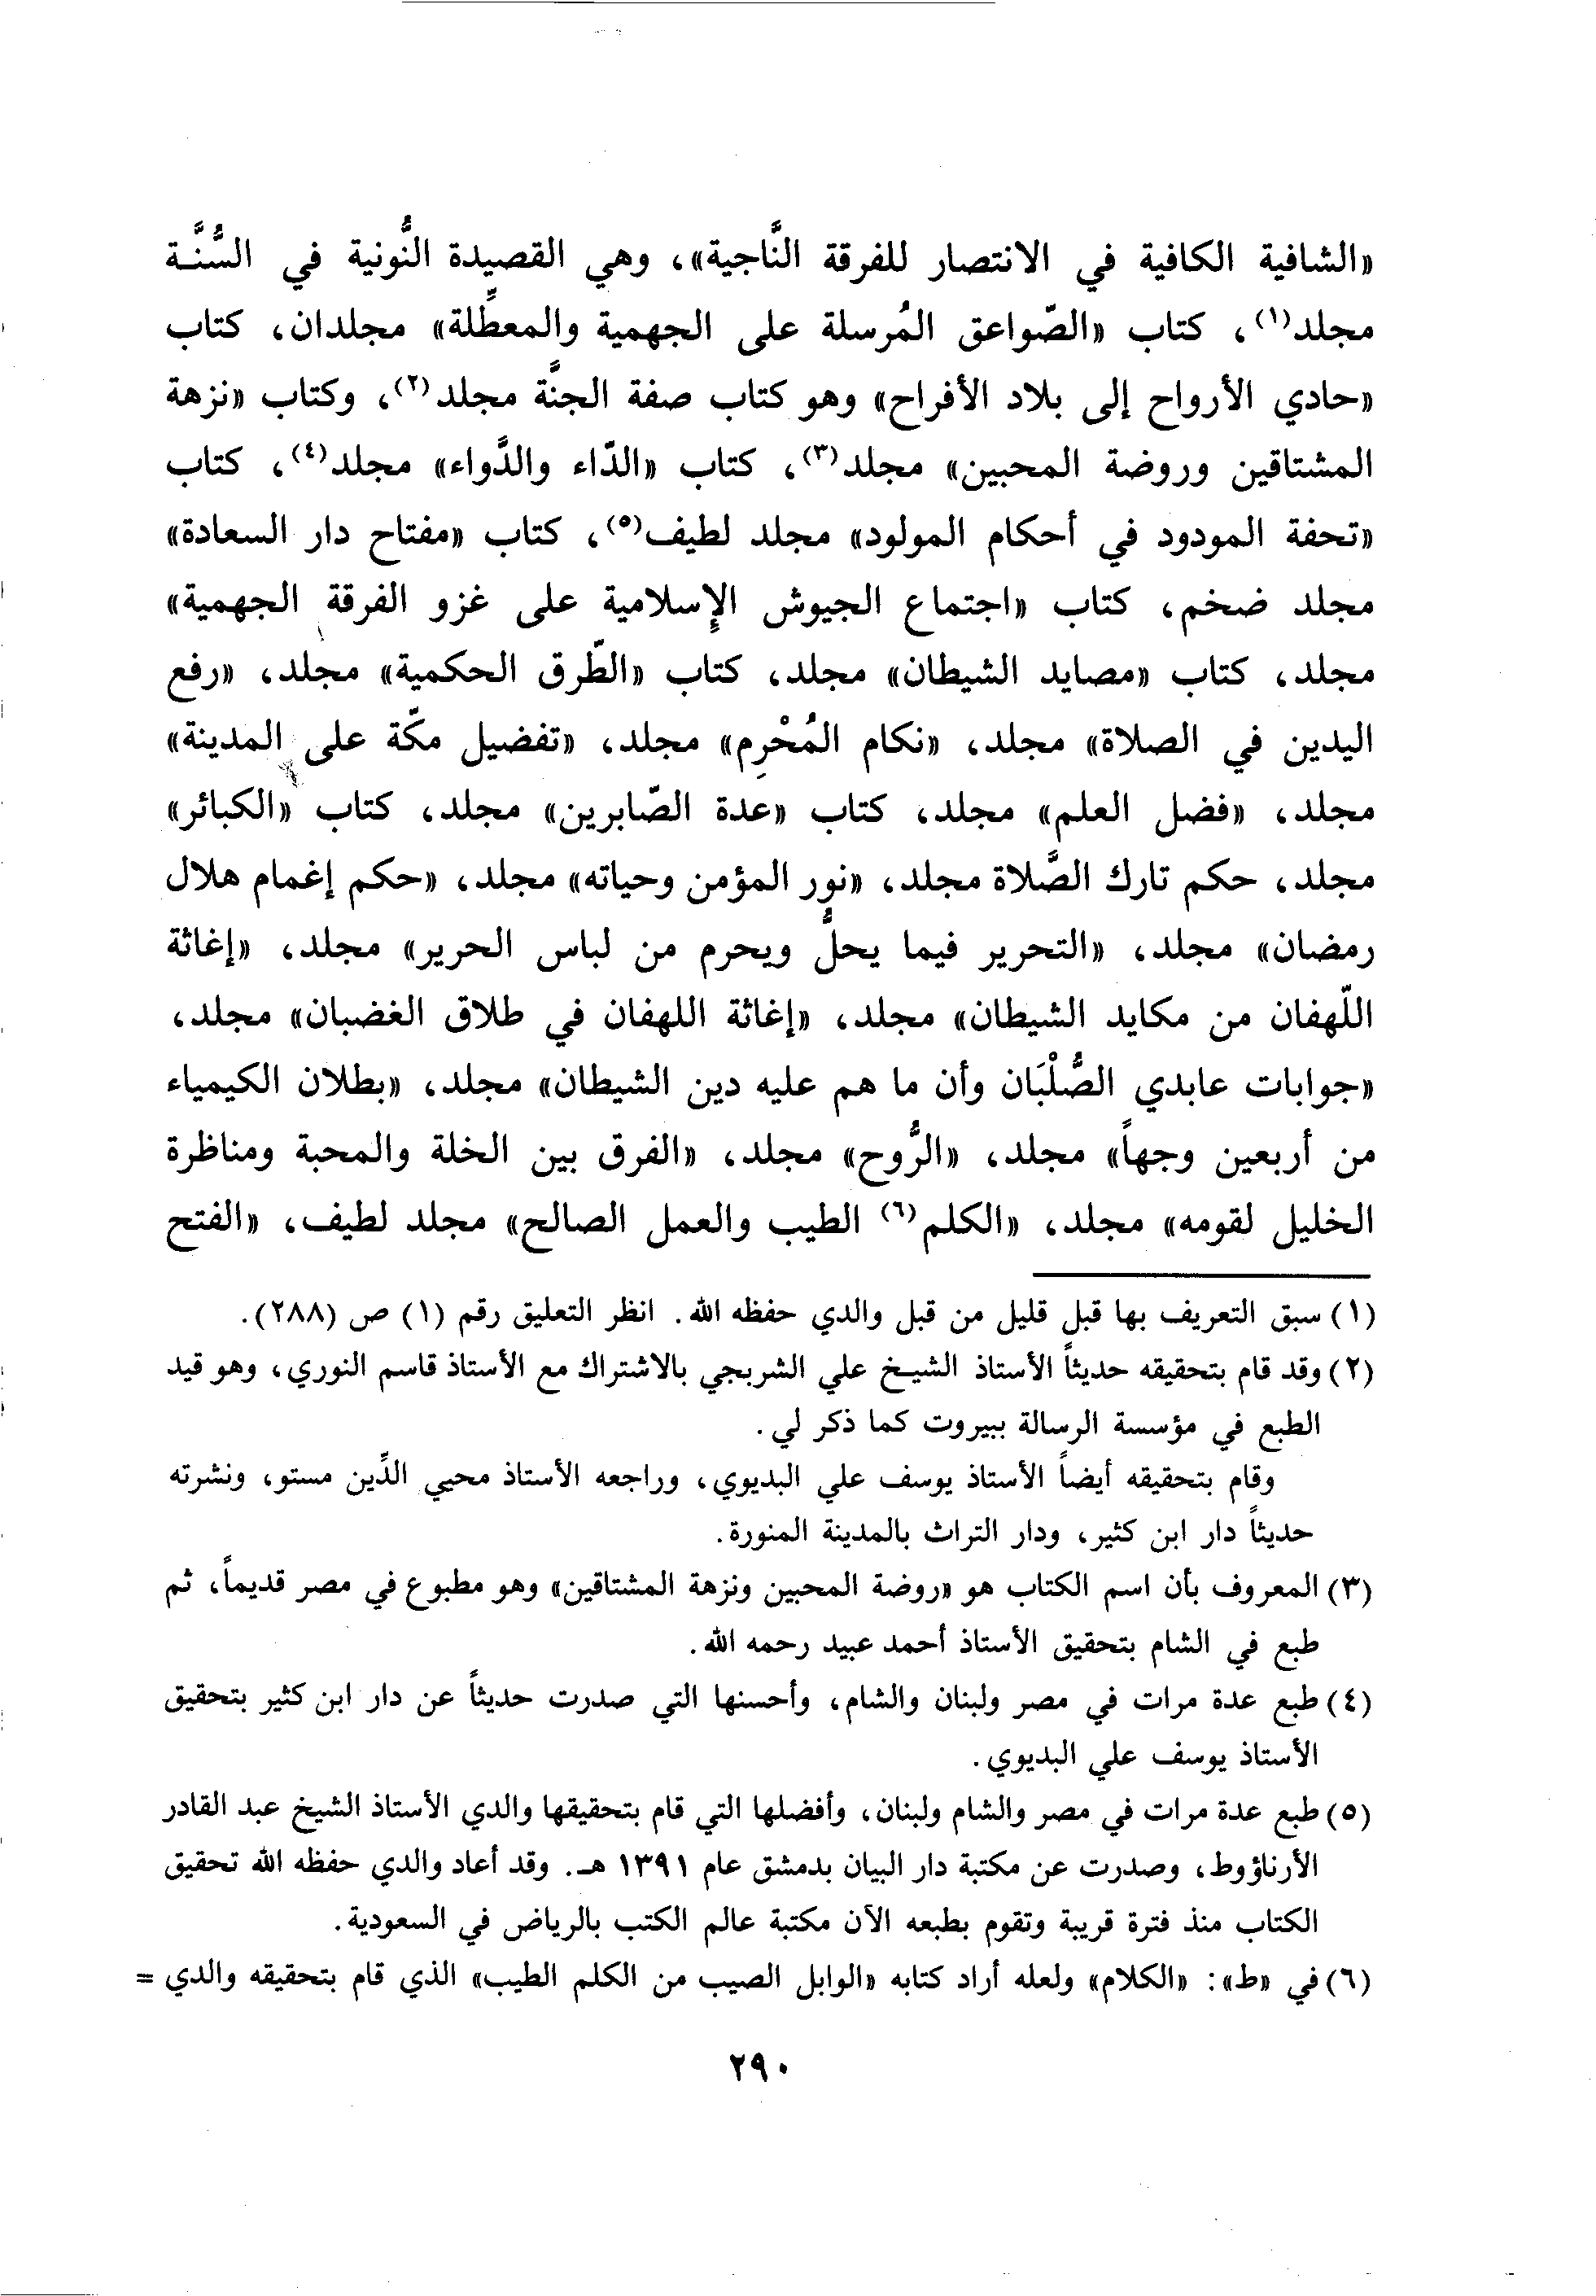 «الشافية الكافية في الانتصار للفرقة النَّاجية»، وهي القصيدة النُّونية في السُّنَّة
مجلد(١)، كتاب «الصّواعق المُرسلة على الجهمية والمعطِّلة» مجلدان، كتاب
«حادي الأرواح إلى بلاد الأفراح» وهو كتاب صفة الجنَّة مجلد(٢)، وكتاب «نزهة
المشتاقين وروضة المحبين» مجلد(٣)، كتاب «الدّاء والدَّواء» مجلد(٤)، كتاب
«تحفة المودود في أحكام المولود» مجلد لطيف(٥)، كتاب «مفتاح دار السعادة»
مجلد ضخم، كتاب «اجتماع الجيوش الإِسلامية على غزو الفرقة الجهمية»
مجلد، كتاب «مصايد الشيطان» مجلد، كتاب «الطّرق الحكمية» مجلد، «رفع
اليدين في الصلاة» مجلد، «نكام المُحْرِم» مجلد، «تفضيل مكّة على المدينة»
مجلد، «فضل العلم» مجلد، كتاب «عدة الصّابرين» مجلد، كتاب «الكبائر»
مجلد، حكم تارك الصَّلاة مجلد، «نور المؤمن وحياته» مجلد، «حكم إغمام هلال
رمضان» مجلد، «التحرير فيما يحلُّ ويحرم من لباس الحرير» مجلد، «إغاثة
اللّهفان من مكايد الشيطان» مجلد، «إغاثة اللهفان في طلاق الغضبان» مجلد،
«جوابات عابدي الصُّلْبَان وأن ما هم عليه دين الشيطان» مجلد، «بطلان الكيمياء
من أربعين وجهاً» مجلد، «الرُّوح» مجلد، «الفرق بين الخلة والمحبة ومناظرة
الخليل لقومه» مجلد، «الكلم(٦) الطيب والعمل الصالح» مجلد لطيف، «الفتح
(١) سبق التعريف بها قبل قليل من قبل والدي حفظه الله. انظر التعليق رقم (١) ص (٢٨٨).
(٢) وقد قام بتحقيقه حديثاً الأستاذ الشيخ علي الشربجي بالاشتراك مع الأستاذ قاسم النوري، وهو قيد
الطبع في مؤسسة الرسالة ببيروت كما ذكر لي.
وقام بتحقيقه أيضاً الأستاذ يوسف علي البديوي، وراجعه الأستاذ محيي الدِّين مستو، ونشرته
حديثاً دار ابن كثير، ودار التراث بالمدينة المنورة.
(٣) المعروف بأن اسم الكتاب هو «روضة المحبين ونزهة المشتاقين» وهو مطبوع في مصر قديماً، ثم
طبع في الشام بتحقيق الأستاذ أحمد عبيد رحمه الله.
(٤) طبع عدة مرات في مصر ولبنان والشام، وأحسنها التي صدرت حديثاً عن دار ابن كثير بتحقيق
الأستاذ يوسف علي البديوي.
(٥) طبع عدة مرات في مصر والشام ولبنان، وأفضلها التي قام بتحقيقها والدي الأستاذ الشيخ عبد القادر
الأرناؤوط، وصدرت عن مكتبة دار البيان بدمشق عام ١٣٩١ هـ. وقد أعاد والدي حفظه الله تحقيق
الكتاب منذ فترة قريبة وتقوم بطبعه الآن مكتبة عالم الكتب بالرياض في السعودية.
(٦) في «ط»: «الكلام» ولعله أراد كتابه «الوابل الصيب من الكلم الطيب» الذي قام بتحقيقه والدي =
٢٩٠